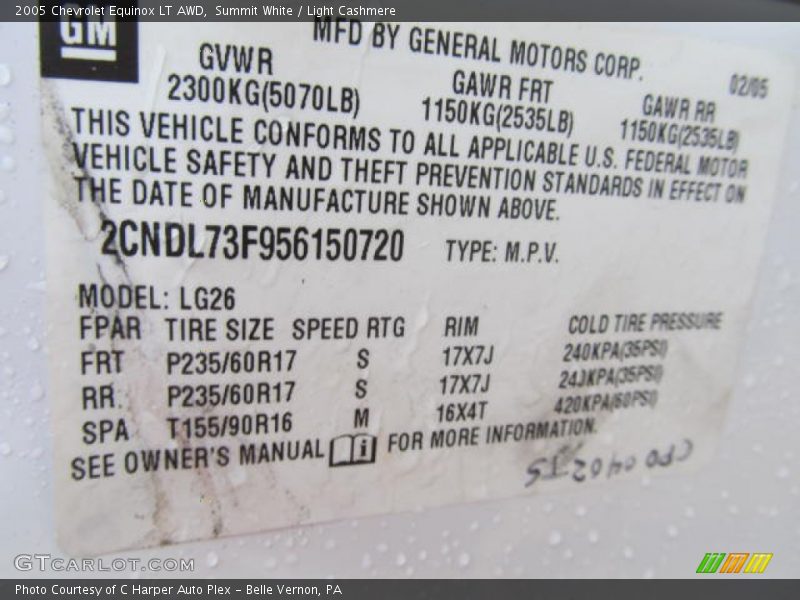 2005 Chevrolet Equinox LT AWD, Summit White / Light Cashmere
GM
MFD BY GENERAL MOTORS CORP.
GVWR GAWR FRT GAWR RR 02/05
2300KG(5070LB) 1150KG(2535LB) 1150KG(2535LB)
THIS VEHICLE CONFORMS TO ALL APPLICABLE U.S. FEDERAL MOTOR
VEHICLE SAFETY AND THEFT PREVENTION STANDARDS IN EFFECT ON
THE DATE OF MANUFACTURE SHOWN ABOVE.
2CNDL73F956150720 TYPE: M.P.V.
MODEL: LG26
FPAR TIRE SIZE SPEED RTG RIM COLD TIRE PRESSURE
FRT P235/60R17 S 17X7J 240KPA(35PSI)
RR. P235/60R17 S 17X7J 240KPA(35PSI)
SPA T155/90R16 M 16X4T 420KPA(60PSI)
SEE OWNER'S MANUAL i FOR MORE INFORMATION.
GTCARLOT.COM
Photo Courtesy of C Harper Auto Plex – Belle Vernon, PA